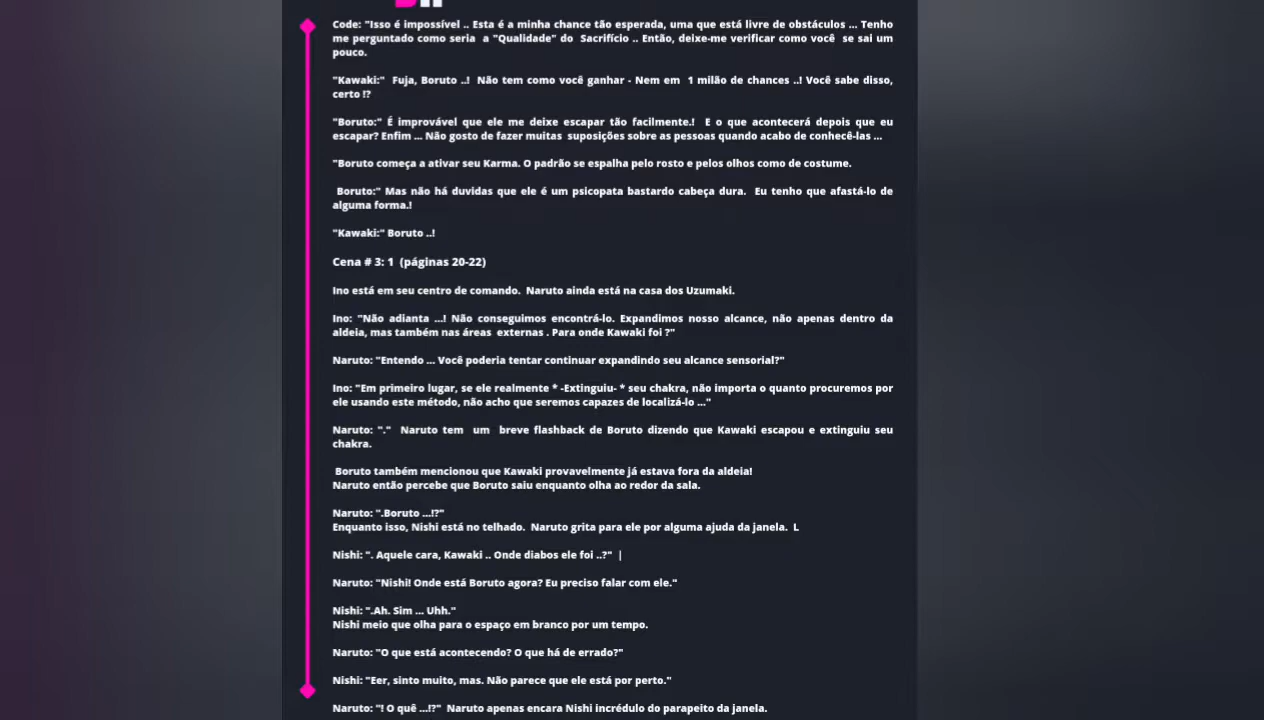 Code: "Isso é impossível .. Esta é a minha chance tão esperada, uma que está livre de obstáculos ... Tenho
me perguntado como seria a "Qualidade" do Sacrifício .. Então, deixe-me verificar como você se sai um
pouco.
"Kawaki:" Fuja, Boruto ..! Não tem como você ganhar - Nem em 1 milão de chances ..! Você sabe disso,
certo !?
"Boruto:" É improvável que ele me deixe escapar tão facilmente.! E o que acontecerá depois que eu
escapar? Enfim ... Não gosto de fazer muitas suposições sobre as pessoas quando acabo de conhecê-las ...
"Boruto começa a ativar seu Karma. O padrão se espalha pelo rosto e pelos olhos como de costume.
Boruto:" Mas não há duvidas que ele é um psicopata bastardo cabeça dura. Eu tenho que afastá-lo de
alguma forma.!
"Kawaki:" Boruto ..!
Cena # 3: 1 (páginas 20-22)
Ino está em seu centro de comando. Naruto ainda está na casa dos Uzumaki.
Ino: "Não adianta ...! Não conseguimos encontrá-lo. Expandimos nosso alcance, não apenas dentro da
aldeia, mas também nas áreas externas . Para onde Kawaki foi ?"
Naruto: "Entendo ... Você poderia tentar continuar expandindo seu alcance sensorial?"
Ino: "Em primeiro lugar, se ele realmente * -Extinguiu- * seu chakra, não importa o quanto procuremos por
ele usando este método, não acho que seremos capazes de localizá-lo ..."
Naruto: "." Naruto tem um breve flashback de Boruto dizendo que Kawaki escapou e extinguiu seu
chakra.
Boruto também mencionou que Kawaki provavelmente já estava fora da aldeia!
Naruto então percebe que Boruto saiu enquanto olha ao redor da sala.
Naruto: ".Boruto ...!?"
Enquanto isso, Nishi está no telhado. Naruto grita para ele por alguma ajuda da janela. L
Nishi: ". Aquele cara, Kawaki .. Onde diabos ele foi ..?" |
Naruto: "Nishi! Onde está Boruto agora? Eu preciso falar com ele."
Nishi: ".Ah. Sim ... Uhh."
Nishi meio que olha para o espaço em branco por um tempo.
Naruto: "O que está acontecendo? O que há de errado?"
Nishi: "Eer, sinto muito, mas. Não parece que ele está por perto."
Naruto: "! O quê ...!?" Naruto apenas encara Nishi incrédulo do parapeito da janela.